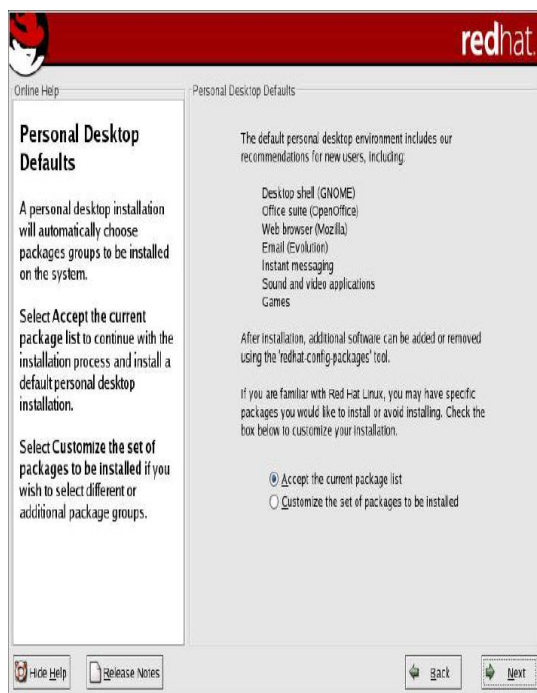 redhat.
Online Help
Personal Desktop
Defaults
A personal desktop installation
will automatically choose
packages groups to be installed
on the system.
Select Accept the current
package list to continue with the
installation process and install a
default personal desktop
installation.
Select Customize the set of
packages to be installed if you
wish to select different or
additional package groups.
Personal Desktop Defaults
The default personal desktop environment includes our
recommendations for new users, including:
Desktop shell (GNOME)
Office suite (OpenOffice)
Web browser (Mozilla)
Email (Evolution)
Instant messaging
Sound and video applications
Games
After installation, additional software can be added or removed
using the 'redhat-config-packages' tool.
If you are familiar with Red Hat Linux, you may have specific
packages you would like to install or avoid installing. Check the
box below to customize your installation.
Accept the current package list
Customize the set of packages to be installed
Hide Help
Release Notes
Back
Next